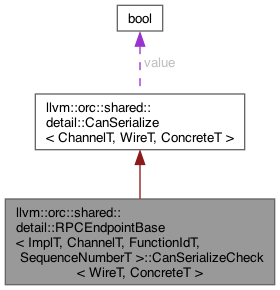 bool
value
llvm::orc::shared::
detail::CanSerialize
< ChannelT, WireT, ConcreteT >
llvm::orc::shared::
detail::RPCEndpointBase
< ImplT, ChannelT, FunctionIdT,
SequenceNumberT >::CanSerializeCheck
< WireT, ConcreteT >